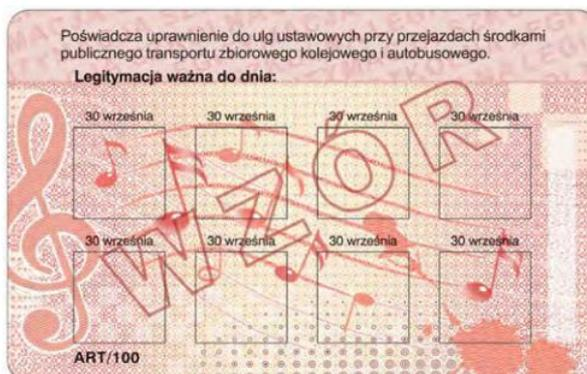 Poświadcza uprawnienie do ulg ustawowych przy przejazdach środkami
publicznego transportu zbiorowego kolejowego i autobusowego.
Legitymacja ważna do dnia:
30 września 30 września 30 września 30 września
WZÓR
30 września 30 września 30 września 30 września
ART/100